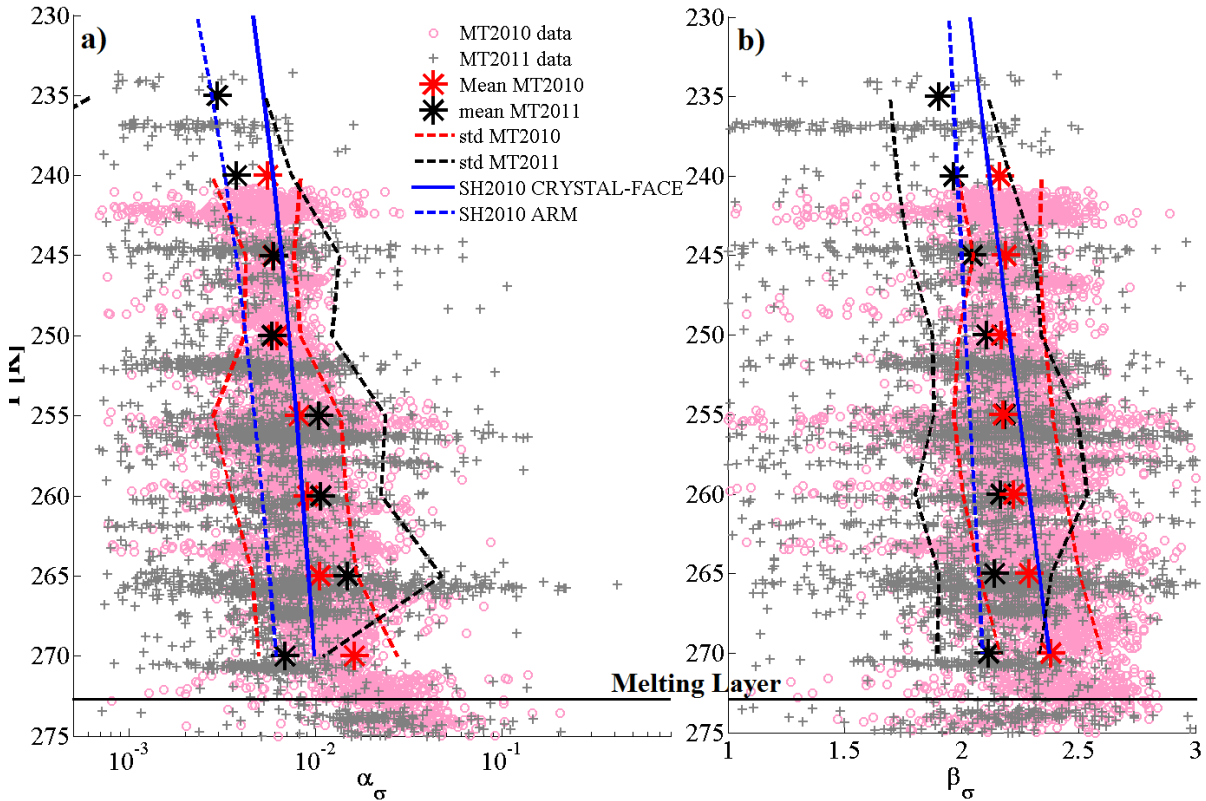 a)
MT2010 data
MT2011 data
Mean MT2010
mean MT2011
std MT2010
std MT2011
SH2010 CRYSTAL-FACE
SH2010 ARM
235
240
245
250
255
260
265
270
275
10⁻³
10⁻²
10⁻¹
α_σ
b)
230
235
240
245
250
255
260
265
270
275
Melting Layer
1
1.5
2
2.5
3
β_σ